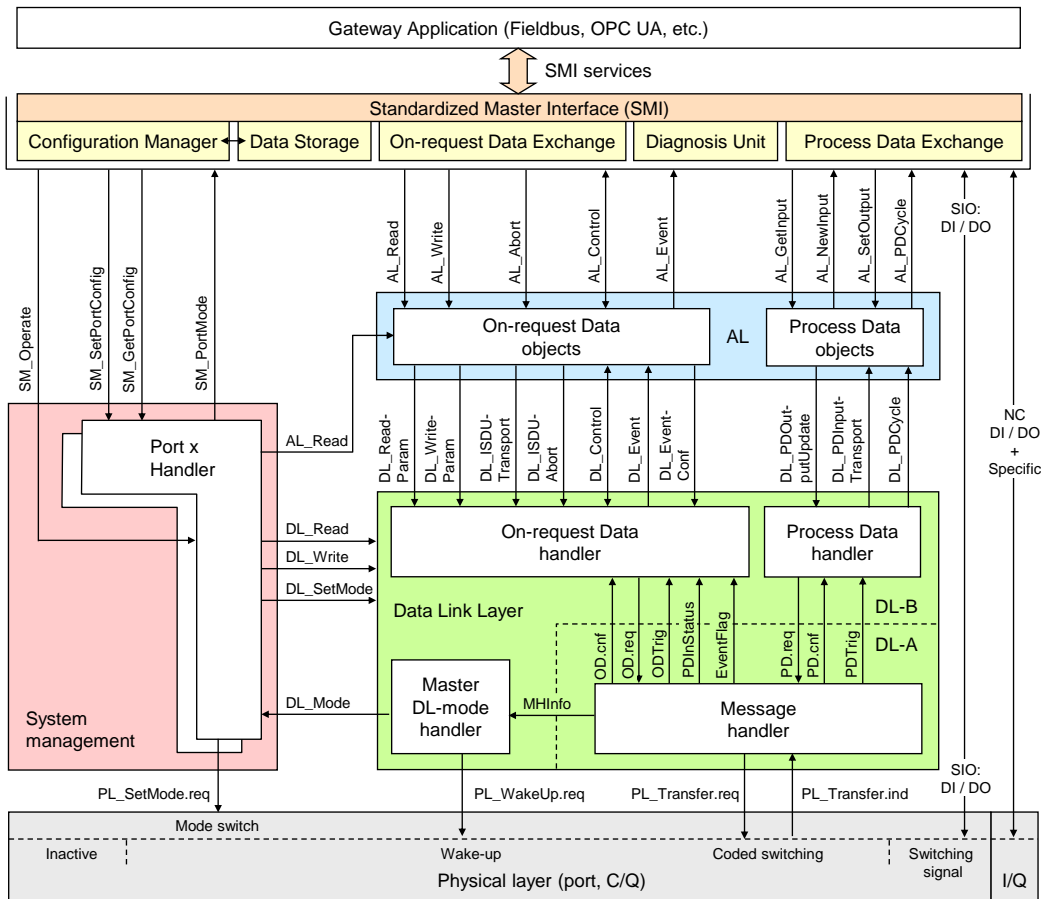 Gateway Application (Fieldbus, OPC UA, etc.)
SMI services
Standardized Master Interface (SMI)
Configuration Manager
Data Storage
On-request Data Exchange
Diagnosis Unit
Process Data Exchange
SM_Operate
SM_SetPortConfig
SM_GetPortConfig
SM_PortMode
AL_Read
AL_Write
AL_Abort
AL_Control
AL_Event
AL_GetInput
AL_NewInput
AL_SetOutput
AL_PDCycle
SIO:
DI / DO
On-request Data
objects
AL
Process Data
objects
Port x
Handler
AL_Read
DL_Read-
Param
DL_Write-
Param
DL_ISDU-
Transport
DL_ISDU-
Abort
DL_Control
DL_Event
DL_Event-
Conf
DL_PDOut-
putUpdate
DL_PDInput-
Transport
DL_PDCycle
NC
DI / DO
+
Specific
DL_Read
DL_Write
DL_SetMode
On-request Data
handler
Process Data
handler
Data Link Layer
DL-B
DL-A
OD.cnf
OD.req
ODTrig
PDInStatus
EventFlag
PD.req
PD.cnf
PDTrig
System
management
DL_Mode
Master
DL-mode
handler
MHInfo
Message
handler
PL_SetMode.req
PL_WakeUp.req
PL_Transfer.req
PL_Transfer.ind
SIO:
DI / DO
Mode switch
Inactive
Wake-up
Coded switching
Switching
signal
Physical layer (port, C/Q)
I/Q